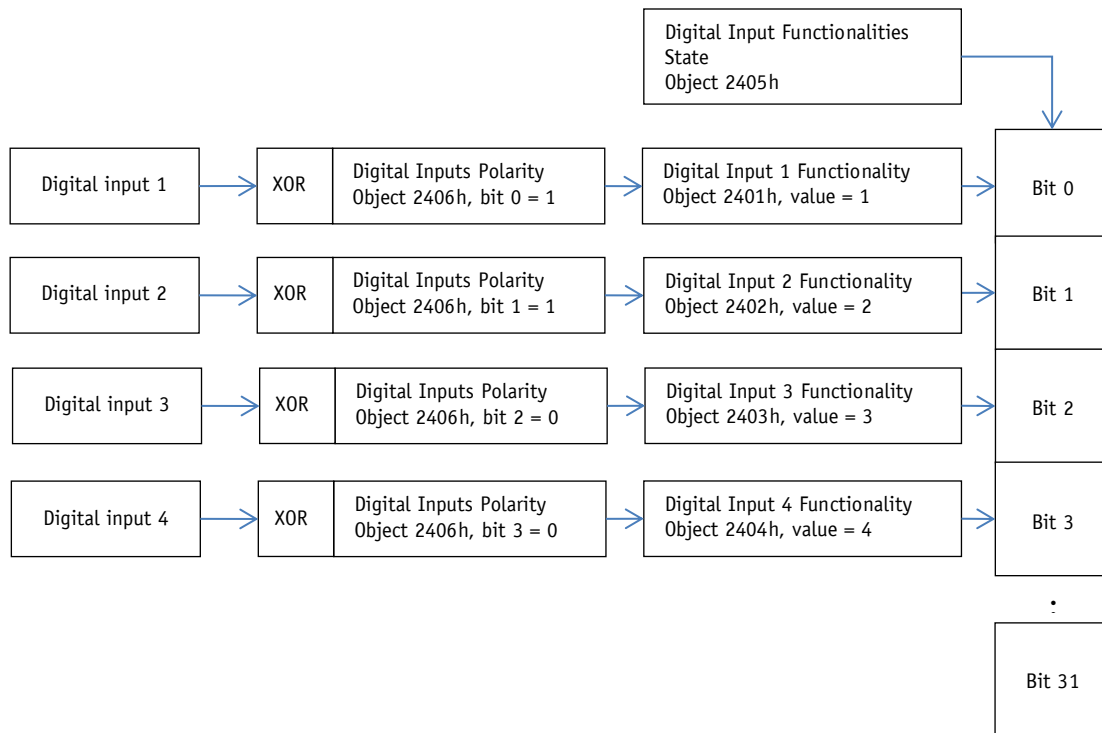 Digital Input Functionalities
State
Object 2405h
Digital input 1
XOR
Digital Inputs Polarity
Object 2406h, bit 0 = 1
Digital Input 1 Functionality
Object 2401h, value = 1
Bit 0
Digital input 2
XOR
Digital Inputs Polarity
Object 2406h, bit 1 = 1
Digital Input 2 Functionality
Object 2402h, value = 2
Bit 1
Digital input 3
XOR
Digital Inputs Polarity
Object 2406h, bit 2 = 0
Digital Input 3 Functionality
Object 2403h, value = 3
Bit 2
Digital input 4
XOR
Digital Inputs Polarity
Object 2406h, bit 3 = 0
Digital Input 4 Functionality
Object 2404h, value = 4
Bit 3
:
Bit 31